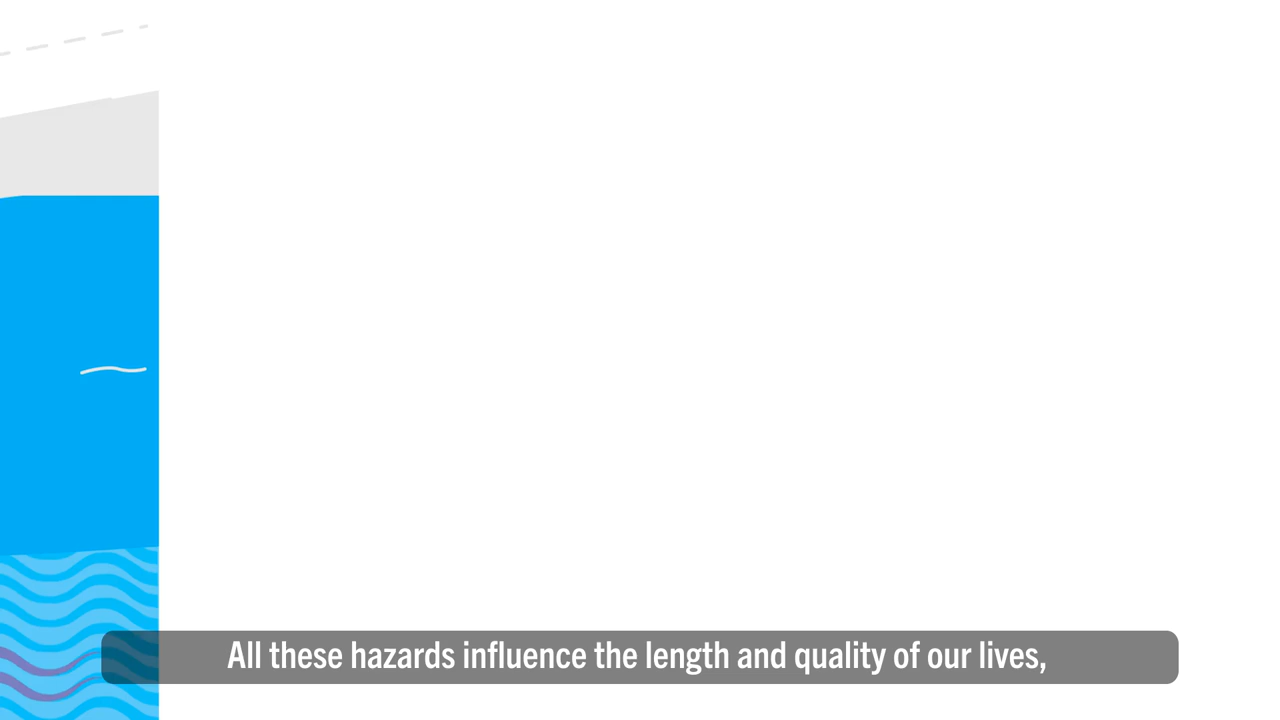 All these hazards influence the length and quality of our lives,